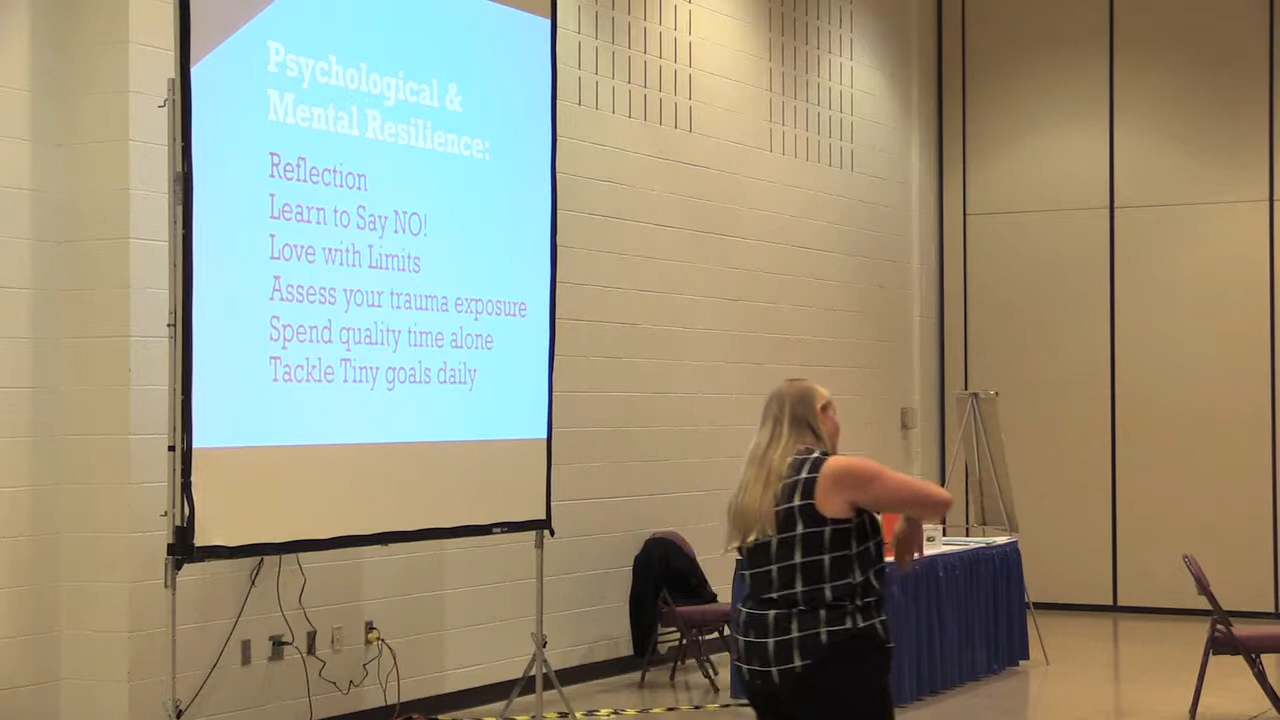 Psychological &
Mental Resilience:
Reflection
Learn to Say NO!
Love with Limits
Assess your trauma exposure
Spend quality time alone
Tackle Tiny goals daily